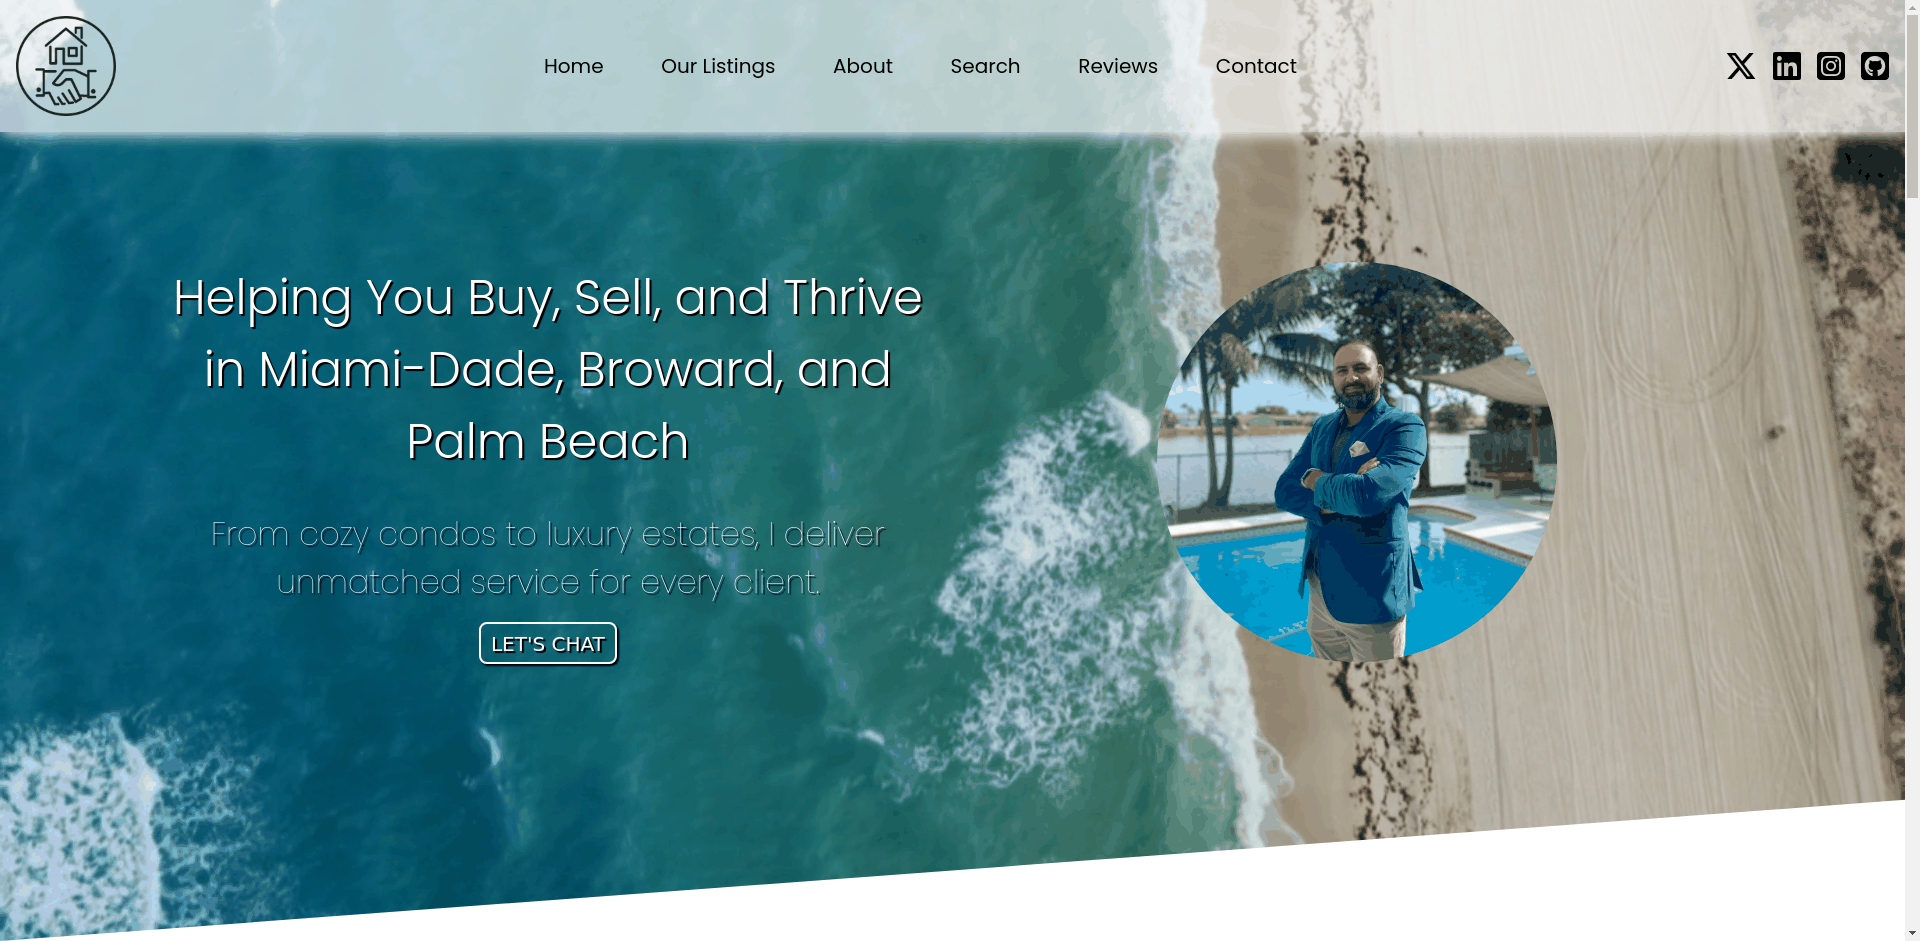 Home
Our Listings
About
Search
Reviews
Contact
Helping You Buy, Sell, and Thrive
in Miami-Dade, Broward, and
Palm Beach
From cozy condos to luxury estates, I deliver
unmatched service for every client.
LET'S CHAT